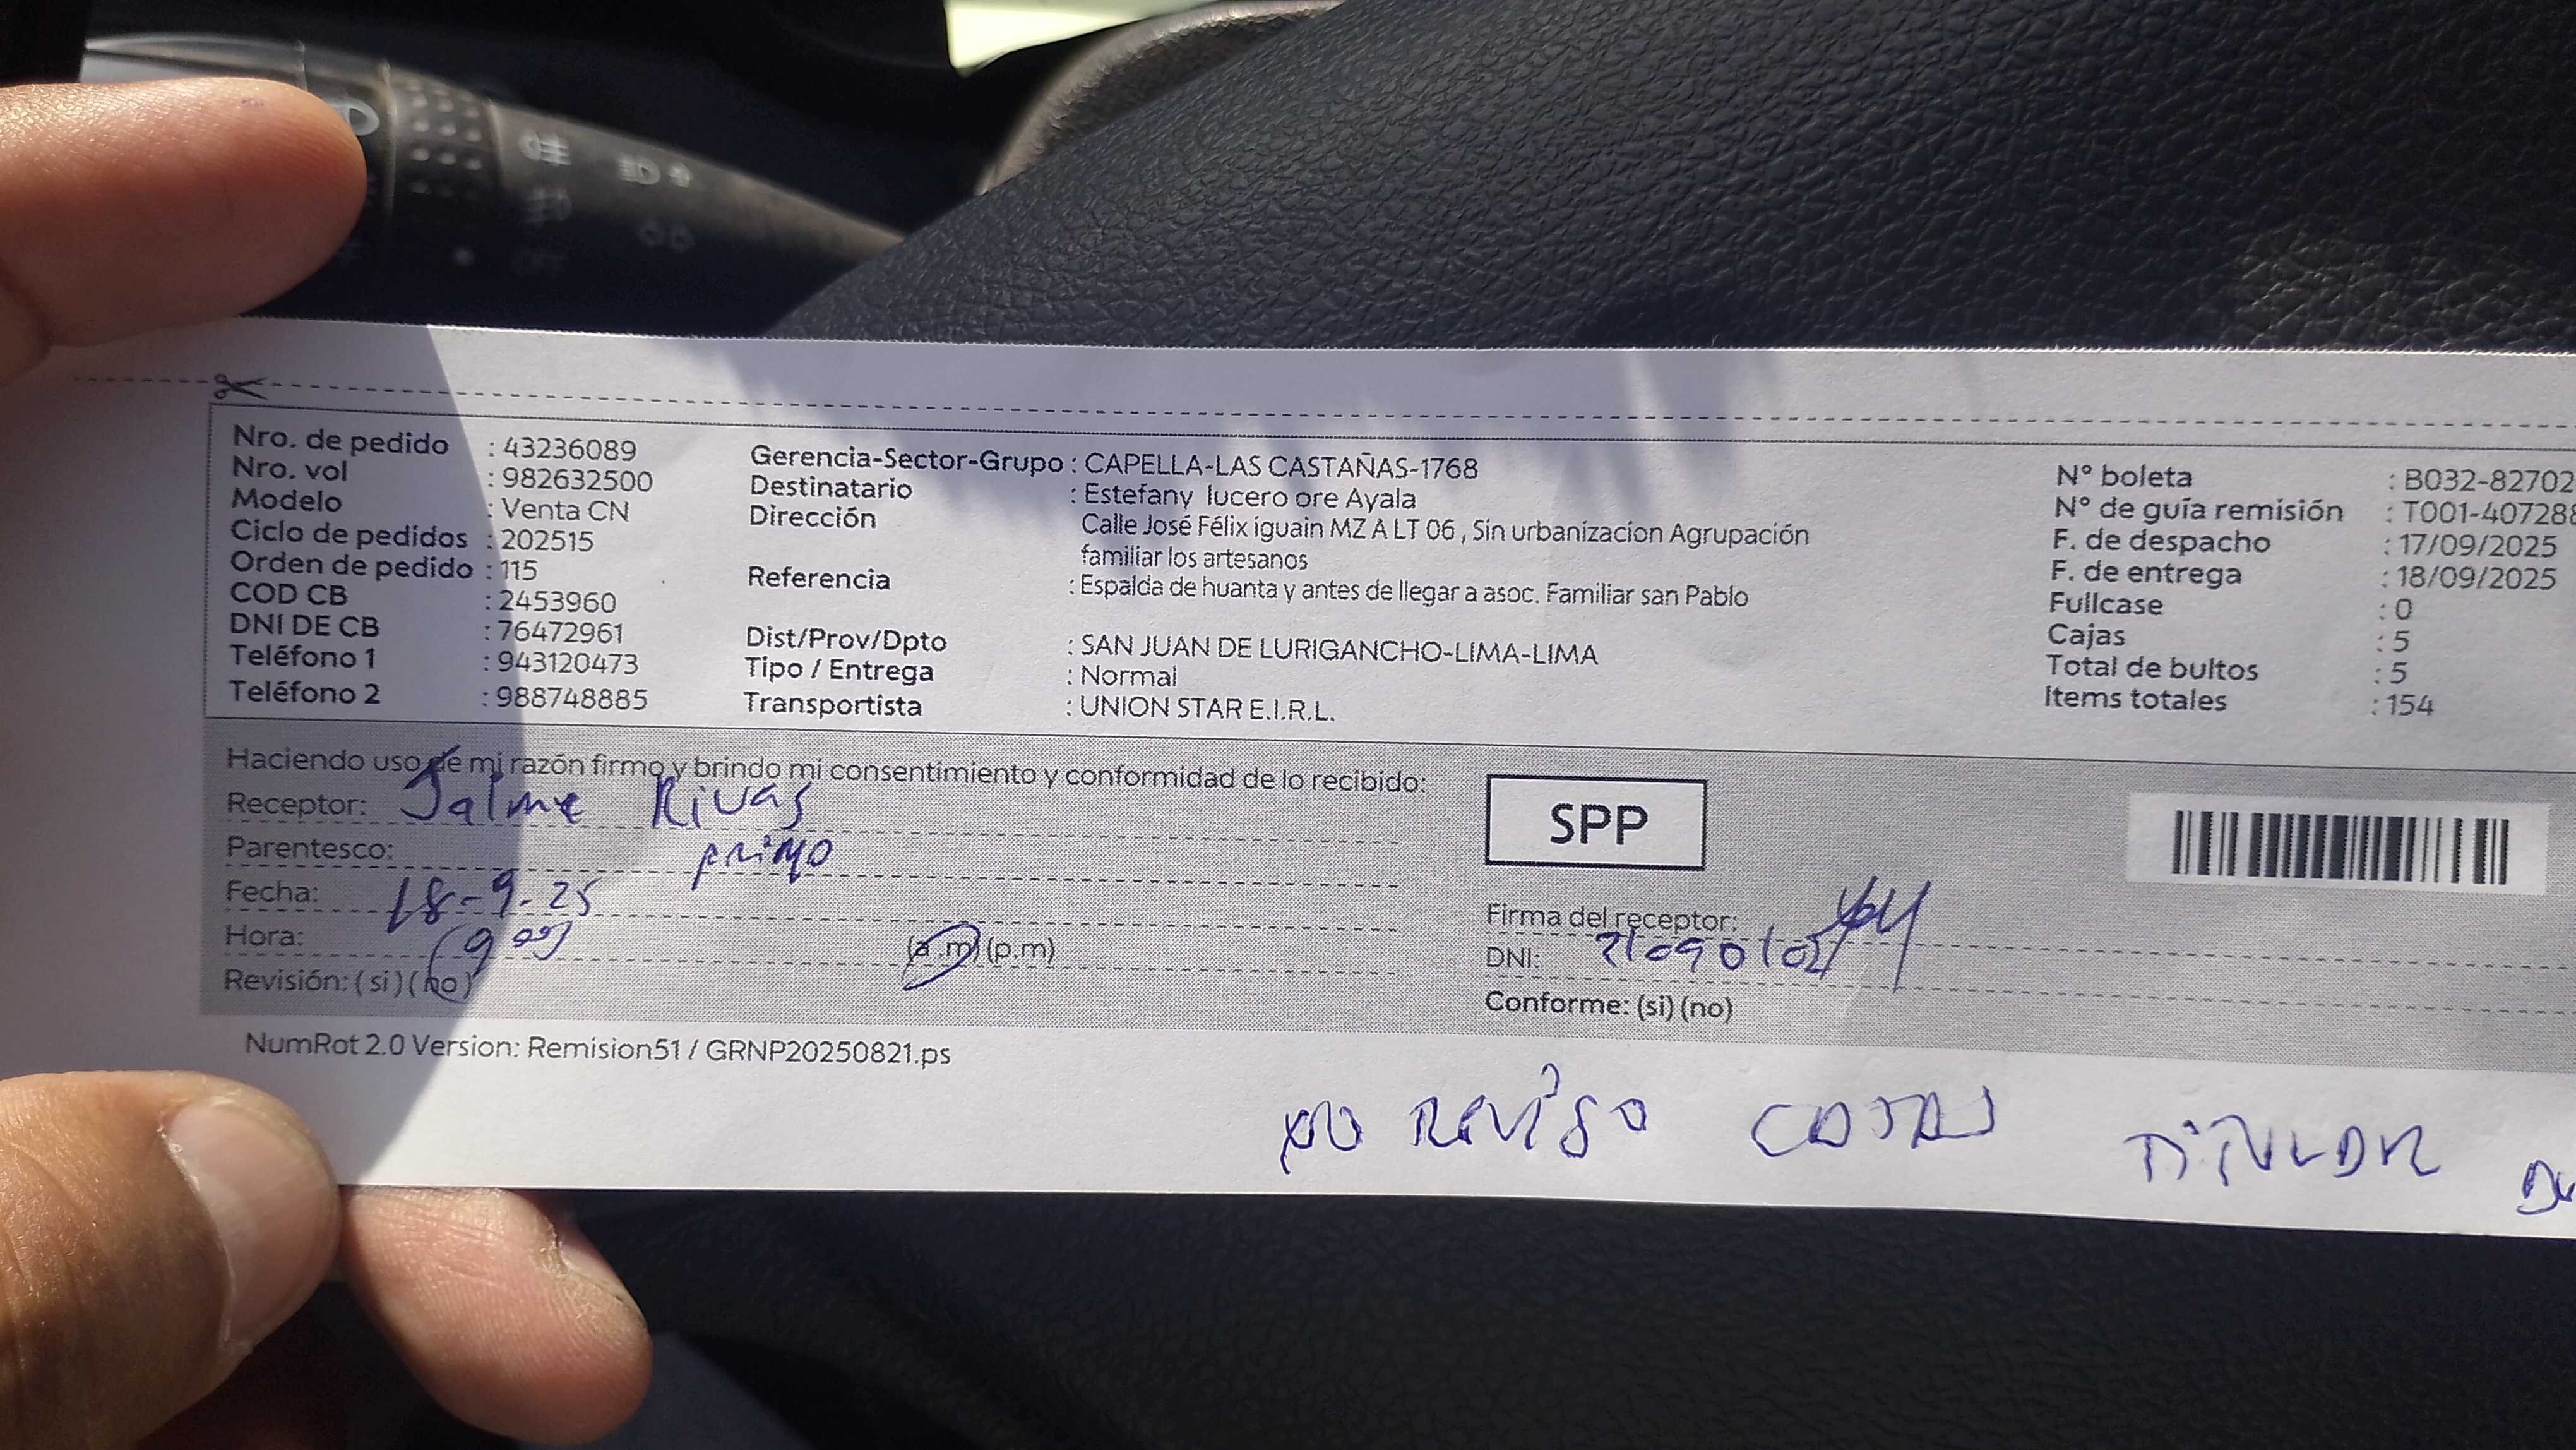 Nro. de pedido : 43236089
Nro. vol : 982632500
Modelo : Venta CN
Ciclo de pedidos : 202515
Orden de pedido : 115
COD CB : 2453960
DNI DE CB : 76472961
Teléfono 1 : 943120473
Teléfono 2 : 988748885
Gerencia-Sector-Grupo : CAPELLA-LAS CASTAÑAS-1768
Destinatario : Estefany lucero ore Ayala
Dirección Calle José Félix iguain MZ A LT 06 , Sin urbanizacion Agrupación
familiar los artesanos
Referencia : Espalda de huanta y antes de llegar a asoc. Familiar san Pablo
Dist/Prov/Dpto : SAN JUAN DE LURIGANCHO-LIMA-LIMA
Tipo / Entrega : Normal
Transportista : UNION STAR E.I.R.L.
N° boleta : B032-82702
N° de guía remisión : T001-407288
F. de despacho : 17/09/2025
F. de entrega : 18/09/2025
Fullcase : 0
Cajas : 5
Total de bultos : 5
Items totales : 154
Haciendo uso de mi razón firmo y brindo mi consentimiento y conformidad de lo recibido:
Receptor: Jaime Rivas
Parentesco: primo
Fecha: 18-9-25
Hora: 9 00 (a.m) (p.m)
Revisión: (si) (no)
SPP
Firma del receptor:
DNI:
Conforme: (si) (no)
NumRot 2.0 Version: Remision51 / GRNP20250821.ps
NO REVISO CAJAS TITULAR